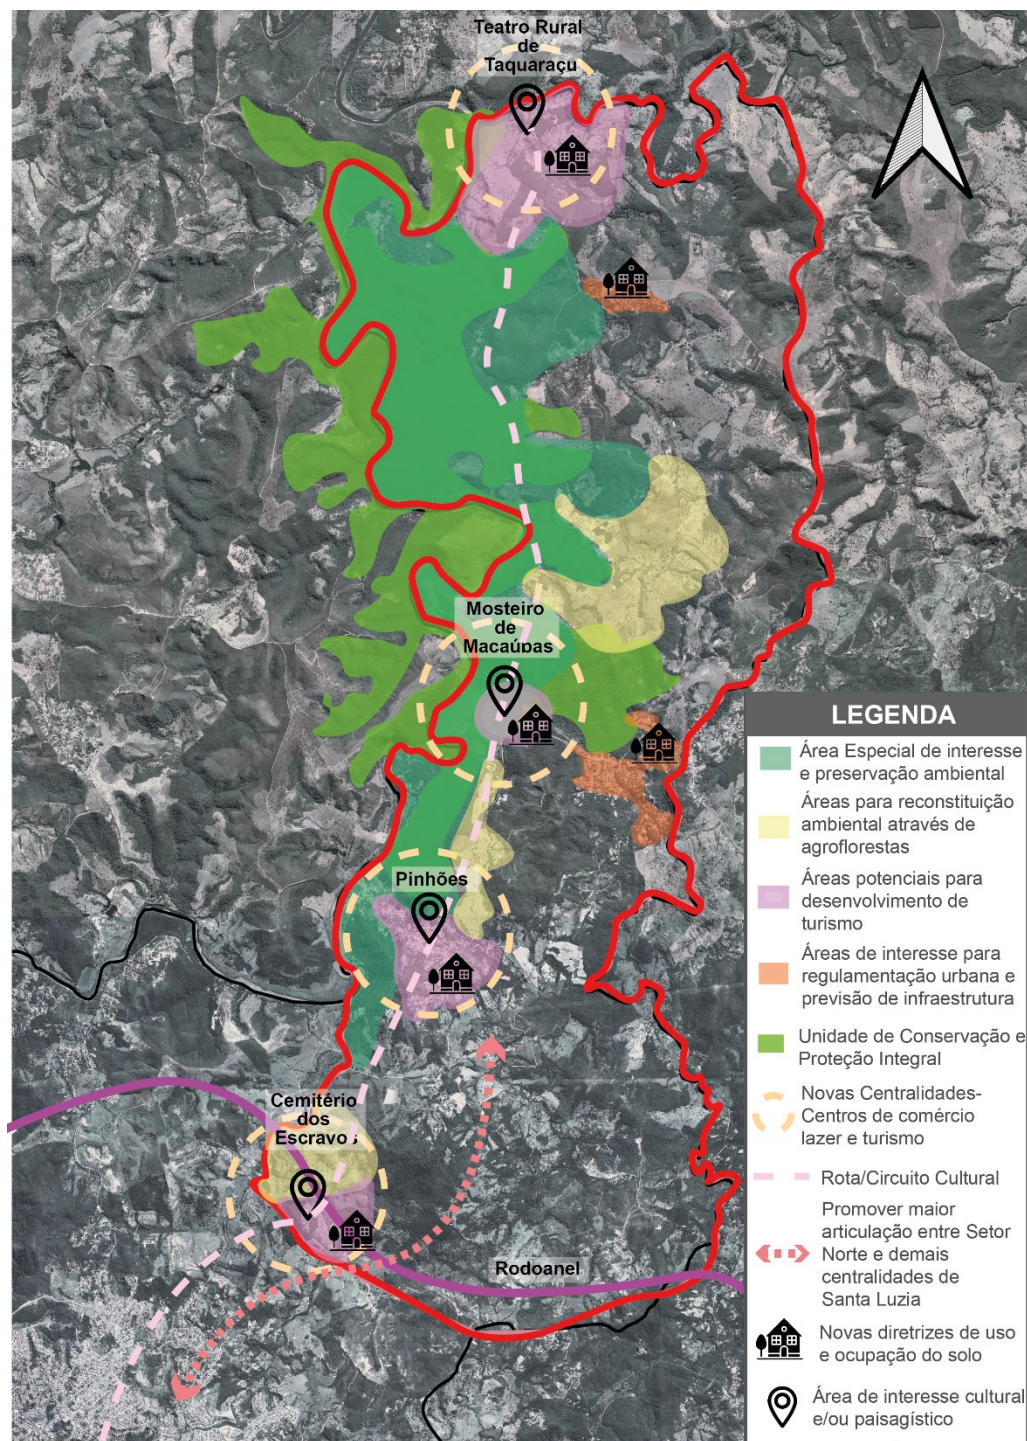 Teatro Rural
de
Taquaraçu
Mosteiro
de
Macaúbas
Pinhões
Cemitério
dos
Escravos
Rodoanel
LEGENDA
Área Especial de interesse
e preservação ambiental
Áreas para reconstituição
ambiental através de
agroflorestas
Áreas potenciais para
desenvolvimento de
turismo
Áreas de interesse para
regulamentação urbana e
previsão de infraestrutura
Unidade de Conservação e
Proteção Integral
Novas Centralidades-
Centros de comércio
lazer e turismo
Rota/Circuito Cultural
Promover maior
articulação entre Setor
Norte e demais
centralidades de
Santa Luzia
Novas diretrizes de uso
e ocupação do solo
Área de interesse cultural
e/ou paisagístico